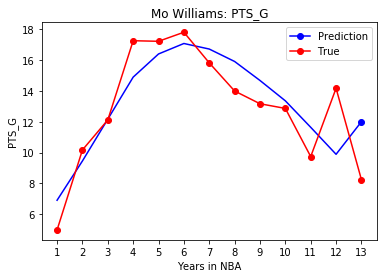 Mo Williams: PTS_G
Prediction
True
18
16
14
12
10
8
6
PTS_G
1 2 3 4 5 6 7 8 9 10 11 12 13
Years in NBA